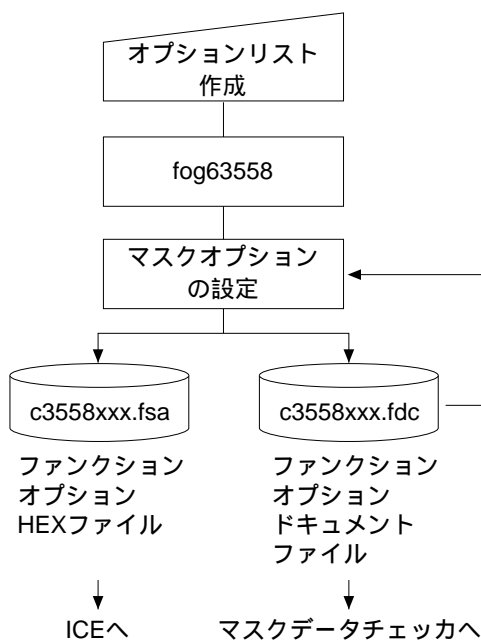 オプションリスト
作成
fog63558
マスクオプション
の設定
c3558xxx.fsa
c3558xxx.fdc
ファンクション
オプション
HEXファイル
ファンクション
オプション
ドキュメント
ファイル
ICEへ
マスクデータチェッカへ